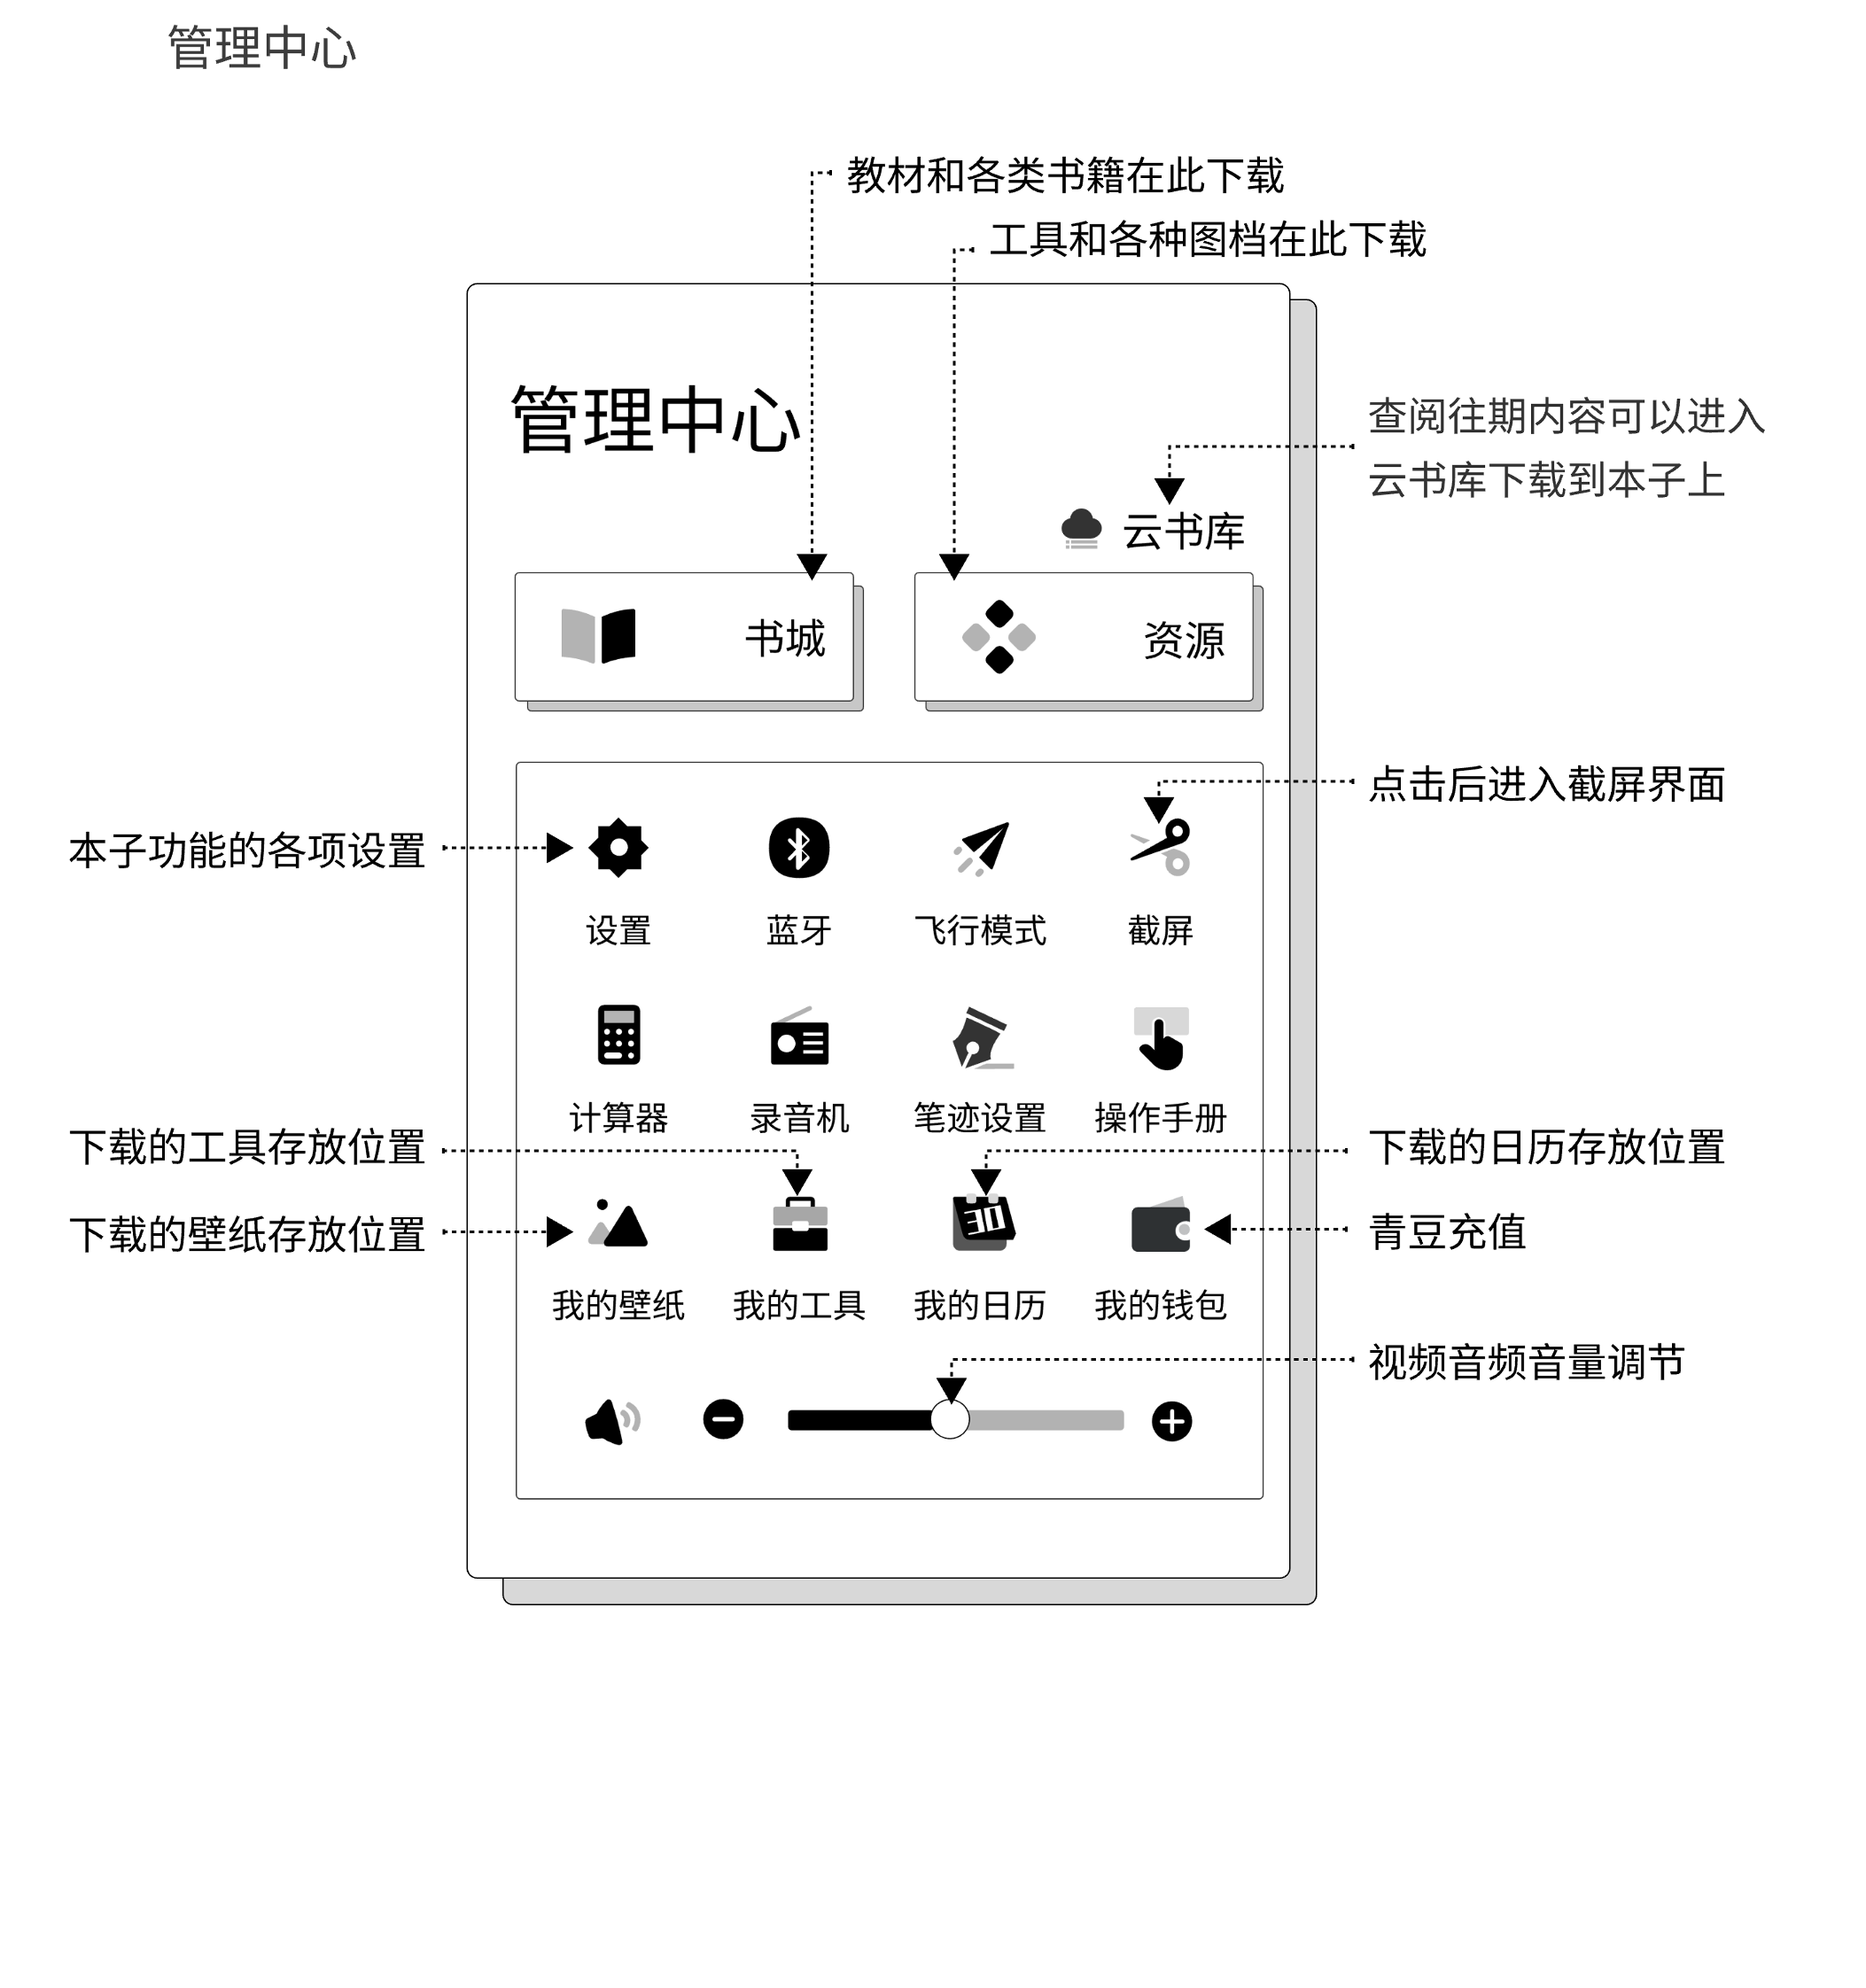 管理中心
教材和各类书籍在此下载
工具和各种图档在此下载
管理中心
查阅往期内容可以进入
云书库下载到本子上
云书库
书城
资源
点击后进入截屏界面
本子功能的各项设置
设置
蓝牙
飞行模式
截屏
计算器
录音机
笔迹设置
操作手册
下载的工具存放位置
下载的日历存放位置
下载的壁纸存放位置
30
青豆充值
我的壁纸
我的工具
我的日历
我的钱包
视频音频音量调节